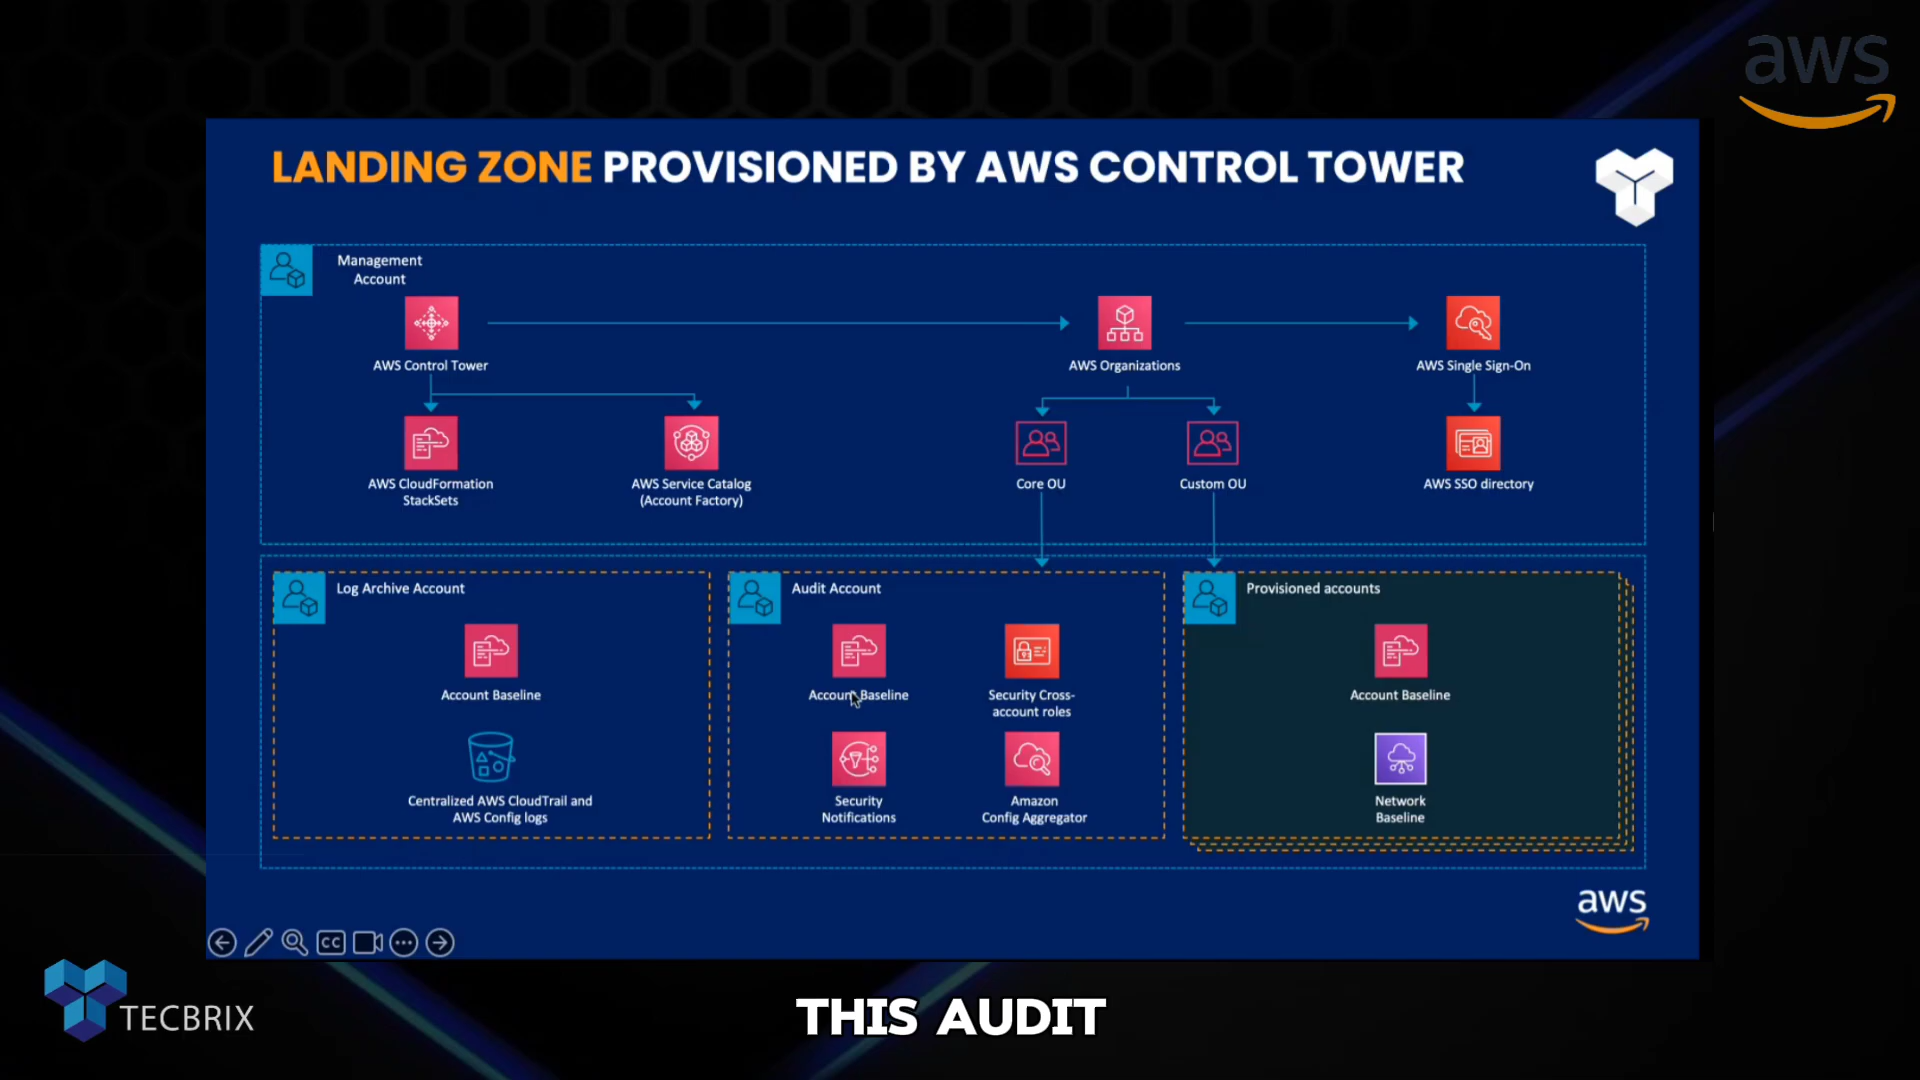 aws
LANDING ZONE PROVISIONED BY AWS CONTROL TOWER
Management
Account
AWS Control Tower
AWS Organizations
AWS Single Sign-On
AWS CloudFormation
StackSets
AWS Service Catalog
(Account Factory)
Core OU
Custom OU
AWS SSO directory
Log Archive Account
Account Baseline
Centralized AWS CloudTrail and
AWS Config logs
Audit Account
Account Baseline
Security Cross-
account roles
Security
Notifications
Amazon
Config Aggregator
Provisioned accounts
Account Baseline
Network
Baseline
aws
CC
TECBRIX
THIS AUDIT